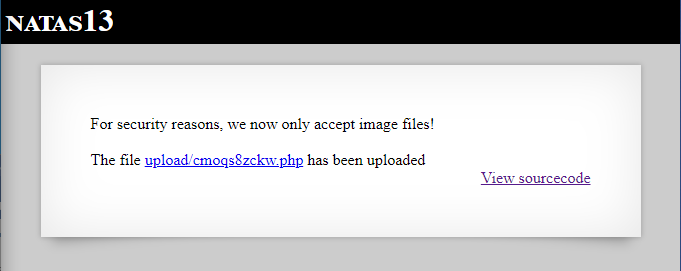 NATAS13
For security reasons, we now only accept image files!
The file upload/cmoqs8zckw.php has been uploaded
View sourcecode